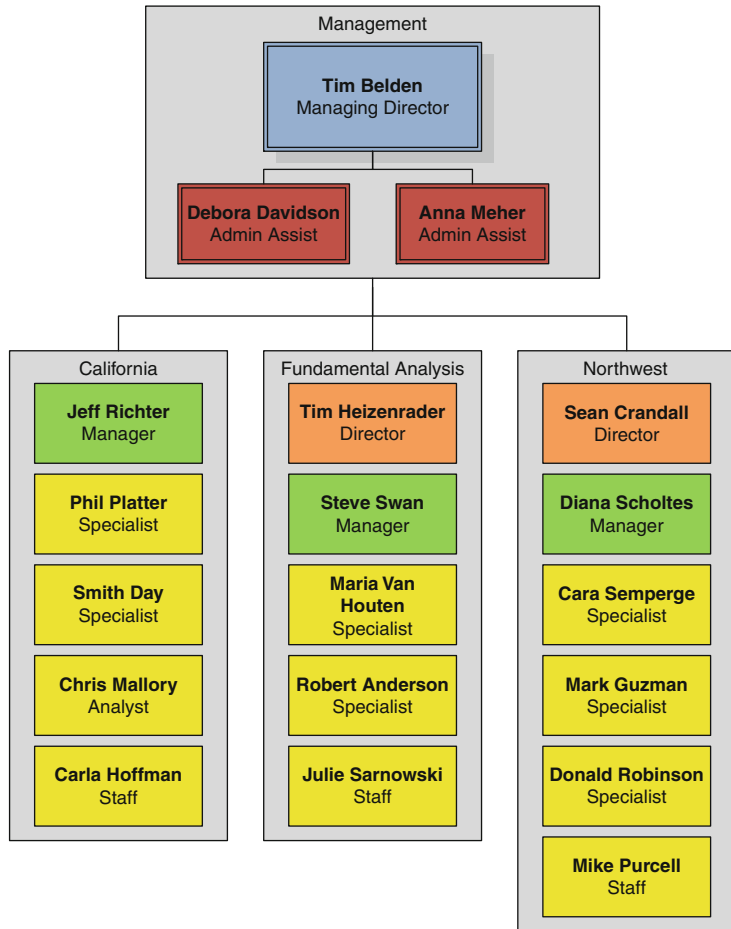 Management
Tim Belden
Managing Director
Debora Davidson
Admin Assist
Anna Meher
Admin Assist
California
Jeff Richter
Manager
Phil Platter
Specialist
Smith Day
Specialist
Chris Mallory
Analyst
Carla Hoffman
Staff
Fundamental Analysis
Tim Heizenrader
Director
Steve Swan
Manager
Maria Van
Houten
Specialist
Robert Anderson
Specialist
Julie Sarnowski
Staff
Northwest
Sean Crandall
Director
Diana Scholtes
Manager
Cara Semperge
Specialist
Mark Guzman
Specialist
Donald Robinson
Specialist
Mike Purcell
Staff